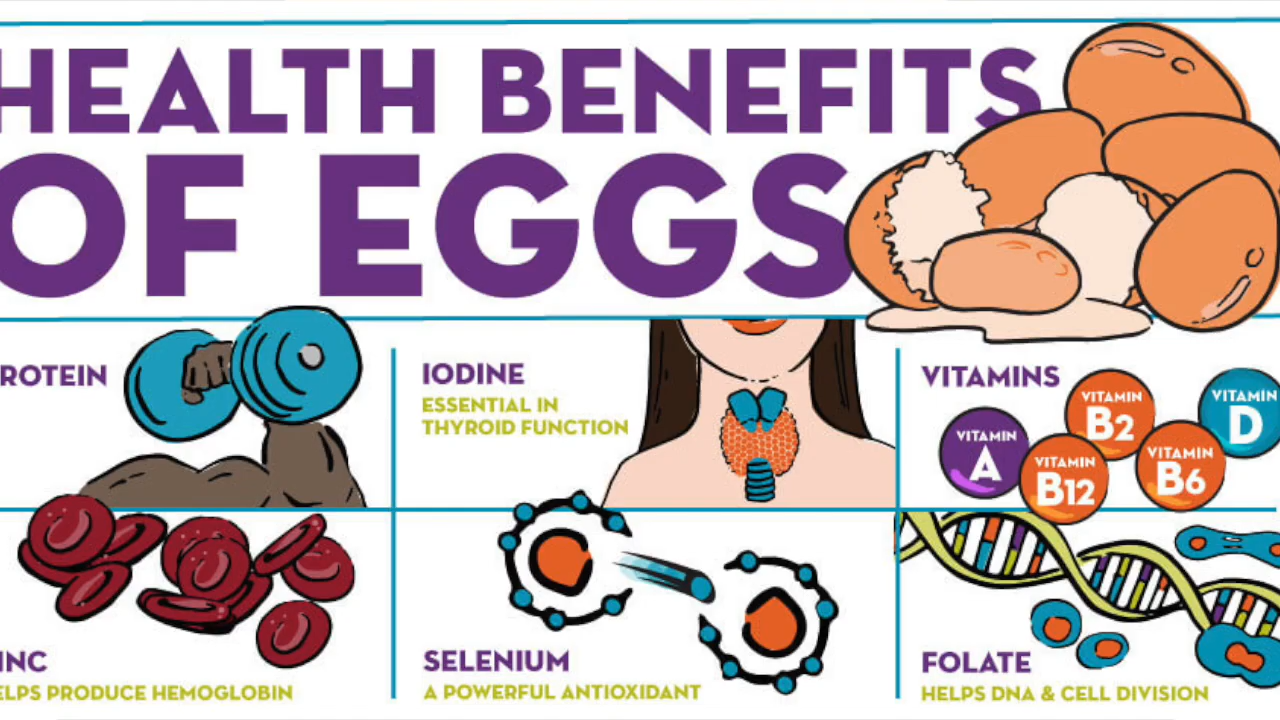 HEALTH BENEFITS
OF EGGS
ROTEIN
IODINE
ESSENTIAL IN
THYROID FUNCTION
VITAMINS
VITAMIN
A
VITAMIN
B12
VITAMIN
B2
VITAMIN
B6
VITAMIN
D
INC
ELPS PRODUCE HEMOGLOBIN
SELENIUM
A POWERFUL ANTIOXIDANT
FOLATE
HELPS DNA & CELL DIVISION